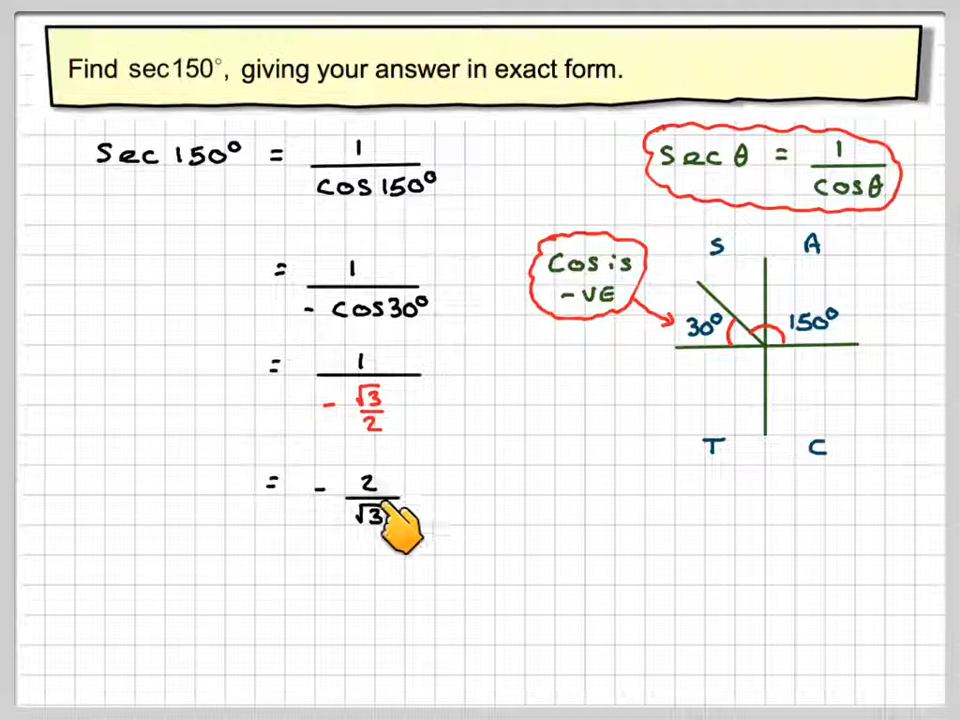 Find sec150°, giving your answer in exact form.
Sec 150° = 1 / cos 150°
Sec θ = 1 / cos θ
= 1 / - cos 30°
Cos is
-VE
S A
30° 150°
T C
= 1 / - √3/2
= - 2/√3